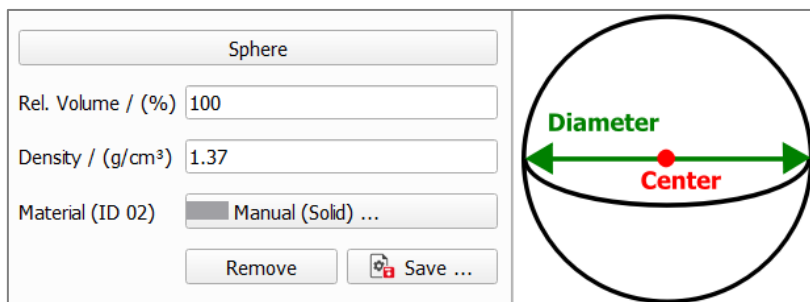 Sphere
Rel. Volume / (%) 100
Density / (g/cm³) 1.37
Material (ID 02) Manual (Solid) ...
Remove Save ...
Diameter
Center